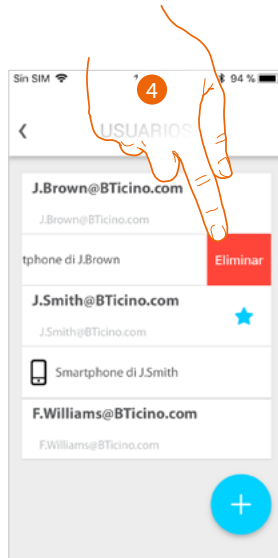 Sin SIM 94 %
4
USUARIOS
J.Brown@BTicino.com
J.Brown@BTicino.com
tphone di J.Brown
Eliminar
J.Smith@BTicino.com
J.Smith@BTicino.com
Smartphone di J.Smith
F.Williams@BTicino.com
F.Williams@BTicino.com
+